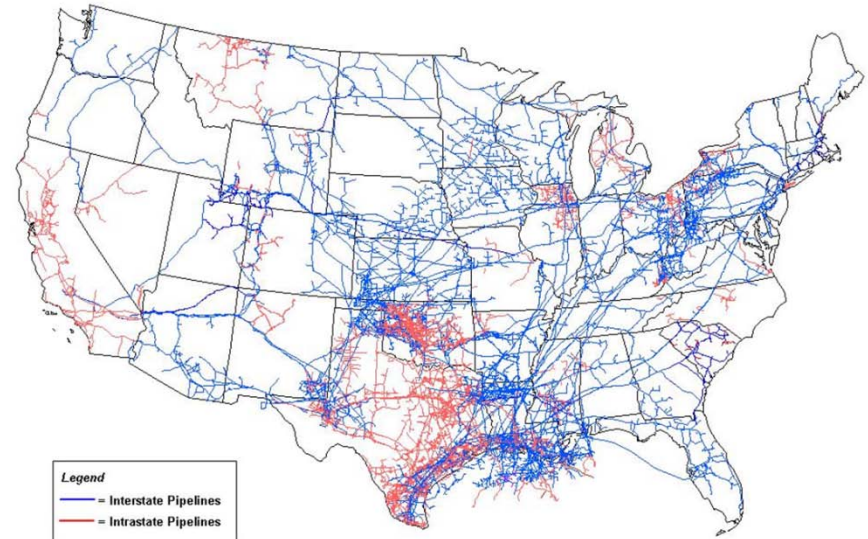 Legend
= Interstate Pipelines
= Intrastate Pipelines